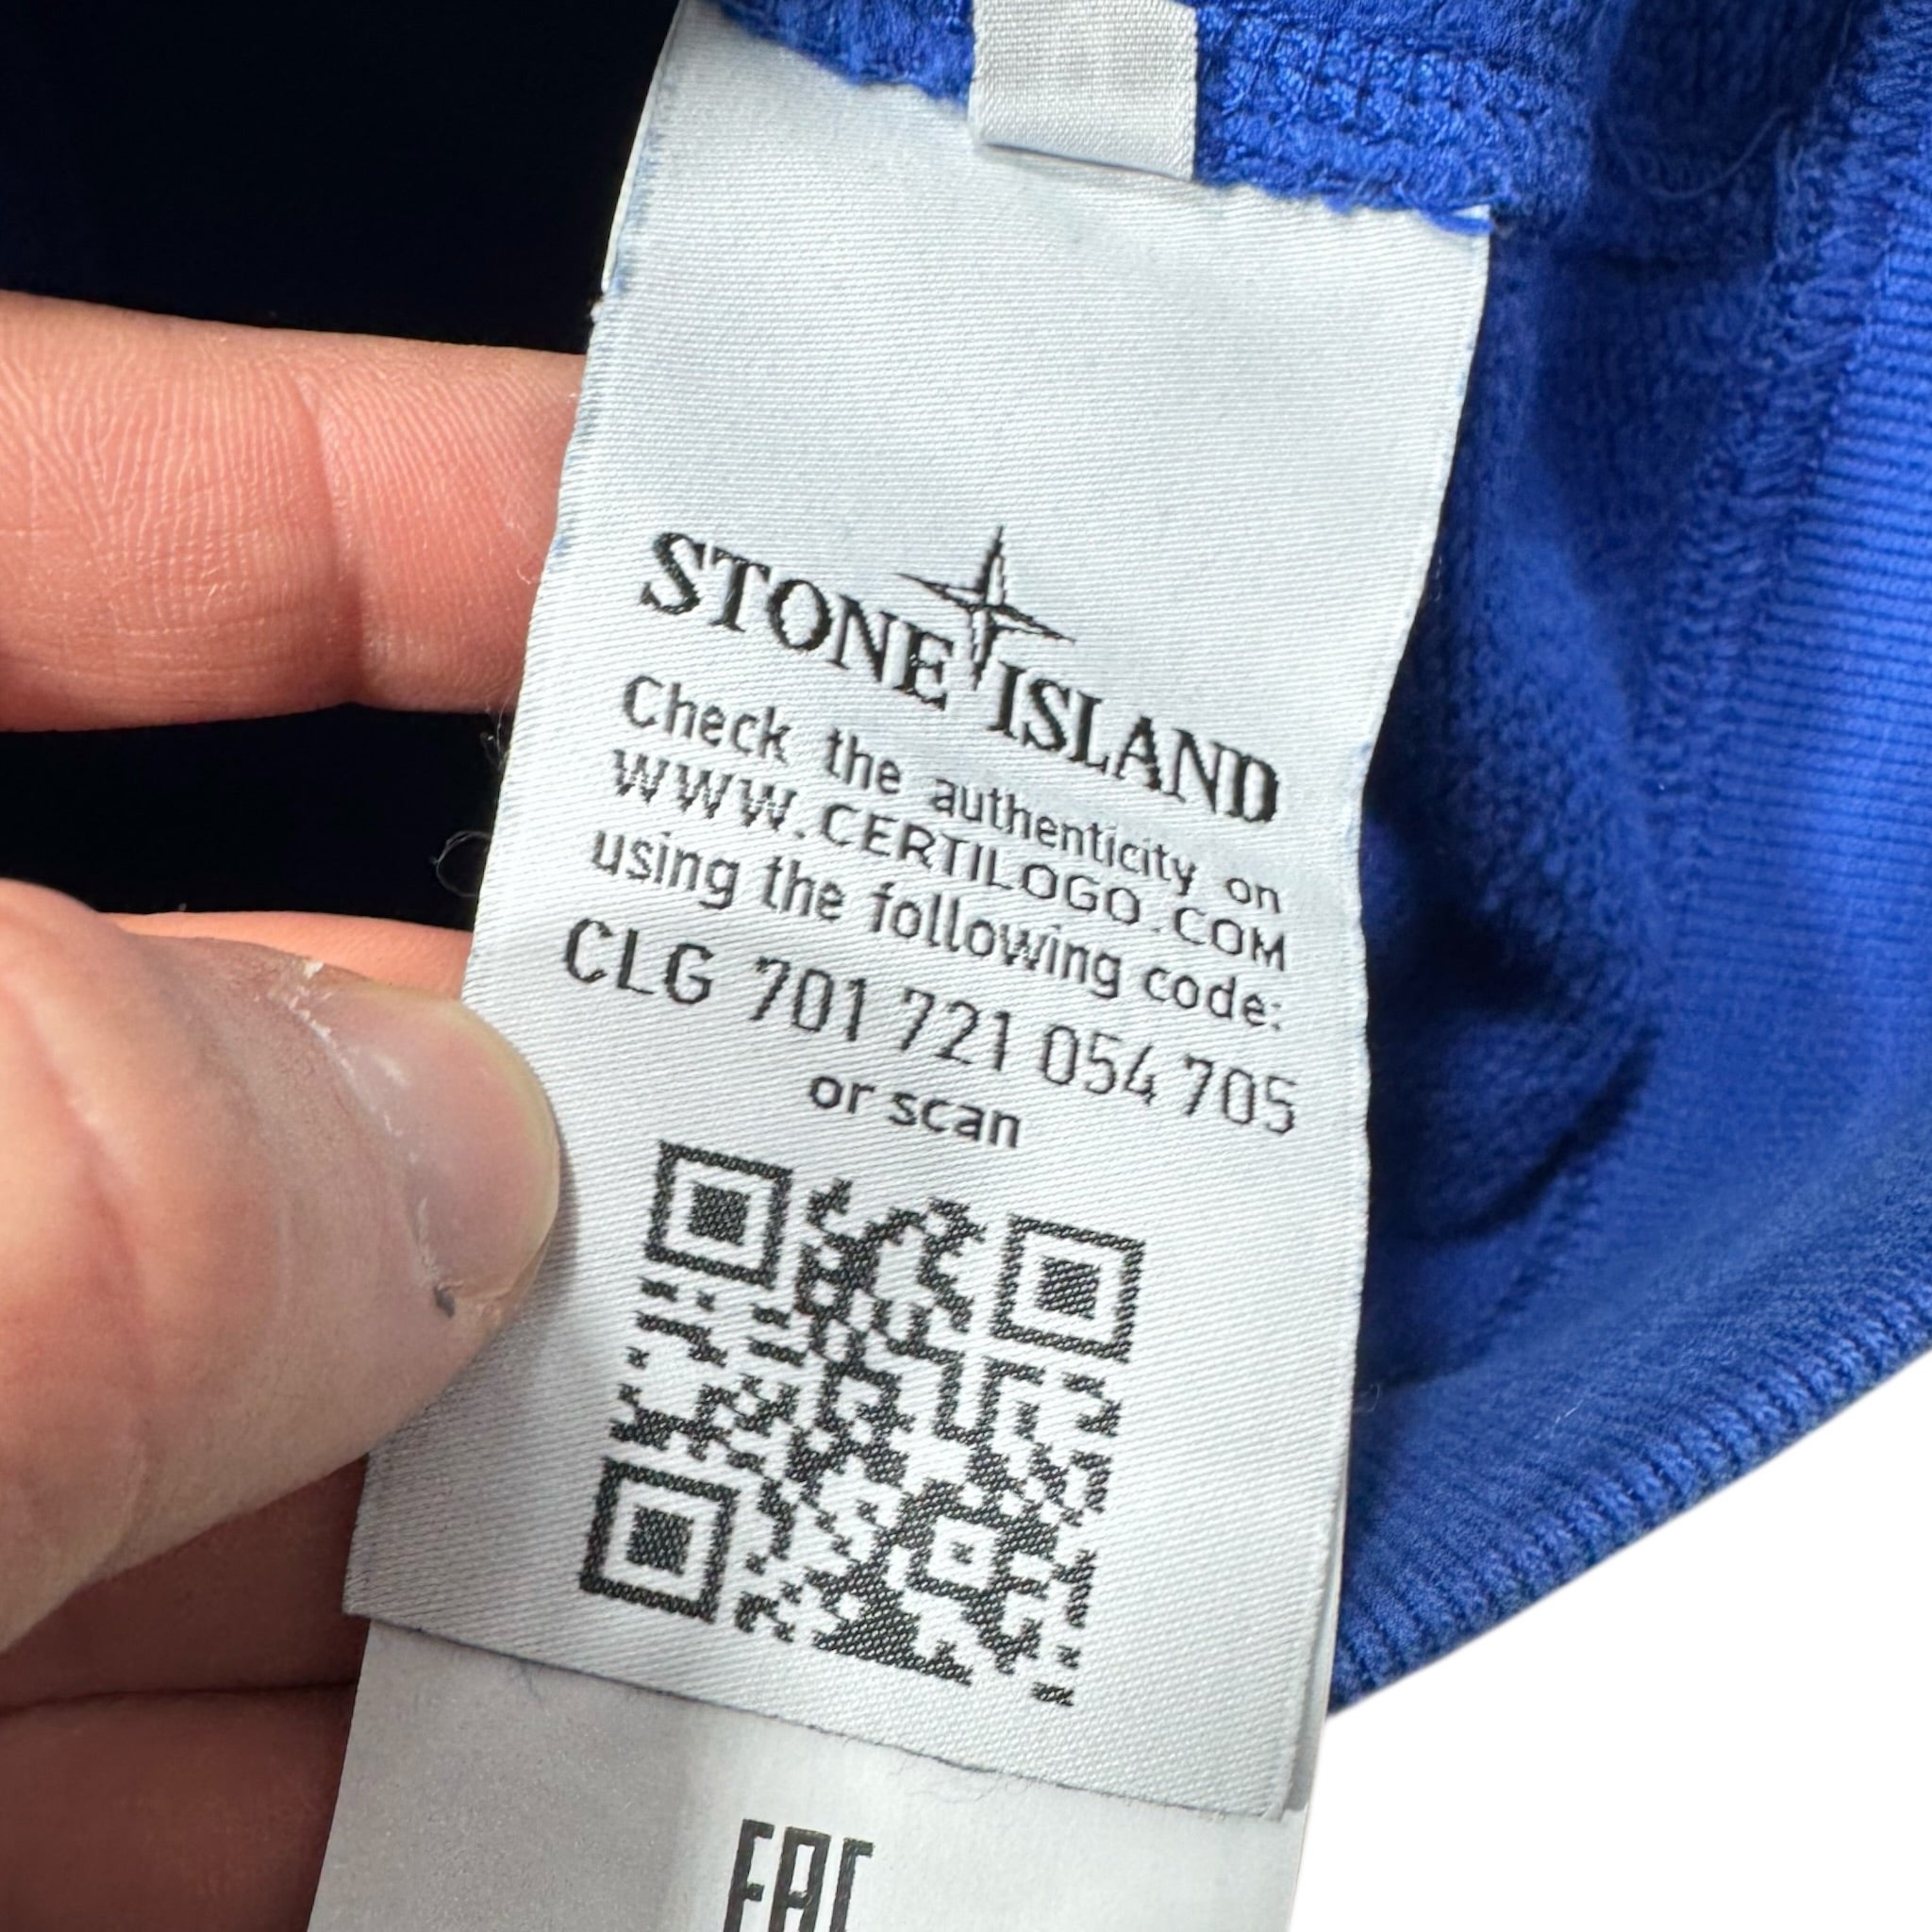 STONE ISLAND
Check the authenticity on
WWW.CERTILOGO.COM
using the following code:
CLG 701 721 054 705
or scan
EAC